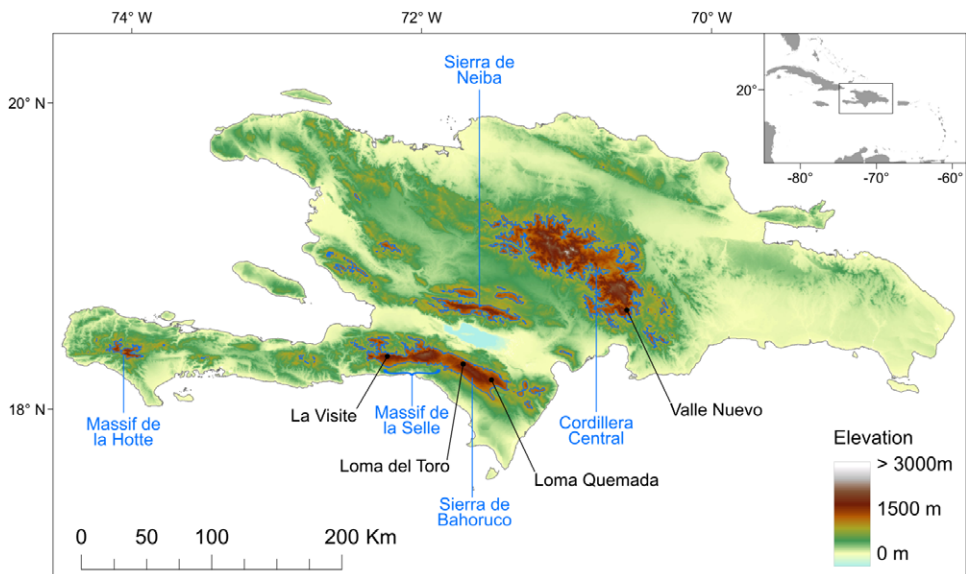 74° W
72° W
70° W
20° N
18° N
Sierra de
Neiba
20°
-80°
-70°
-60°
Massif de
la Hotte
La Visite
Massif de
la Selle
Loma del Toro
Sierra de
Bahoruco
Loma Quemada
Cordillera
Central
Valle Nuevo
Elevation
> 3000m
1500 m
0 m
0
50
100
200 Km